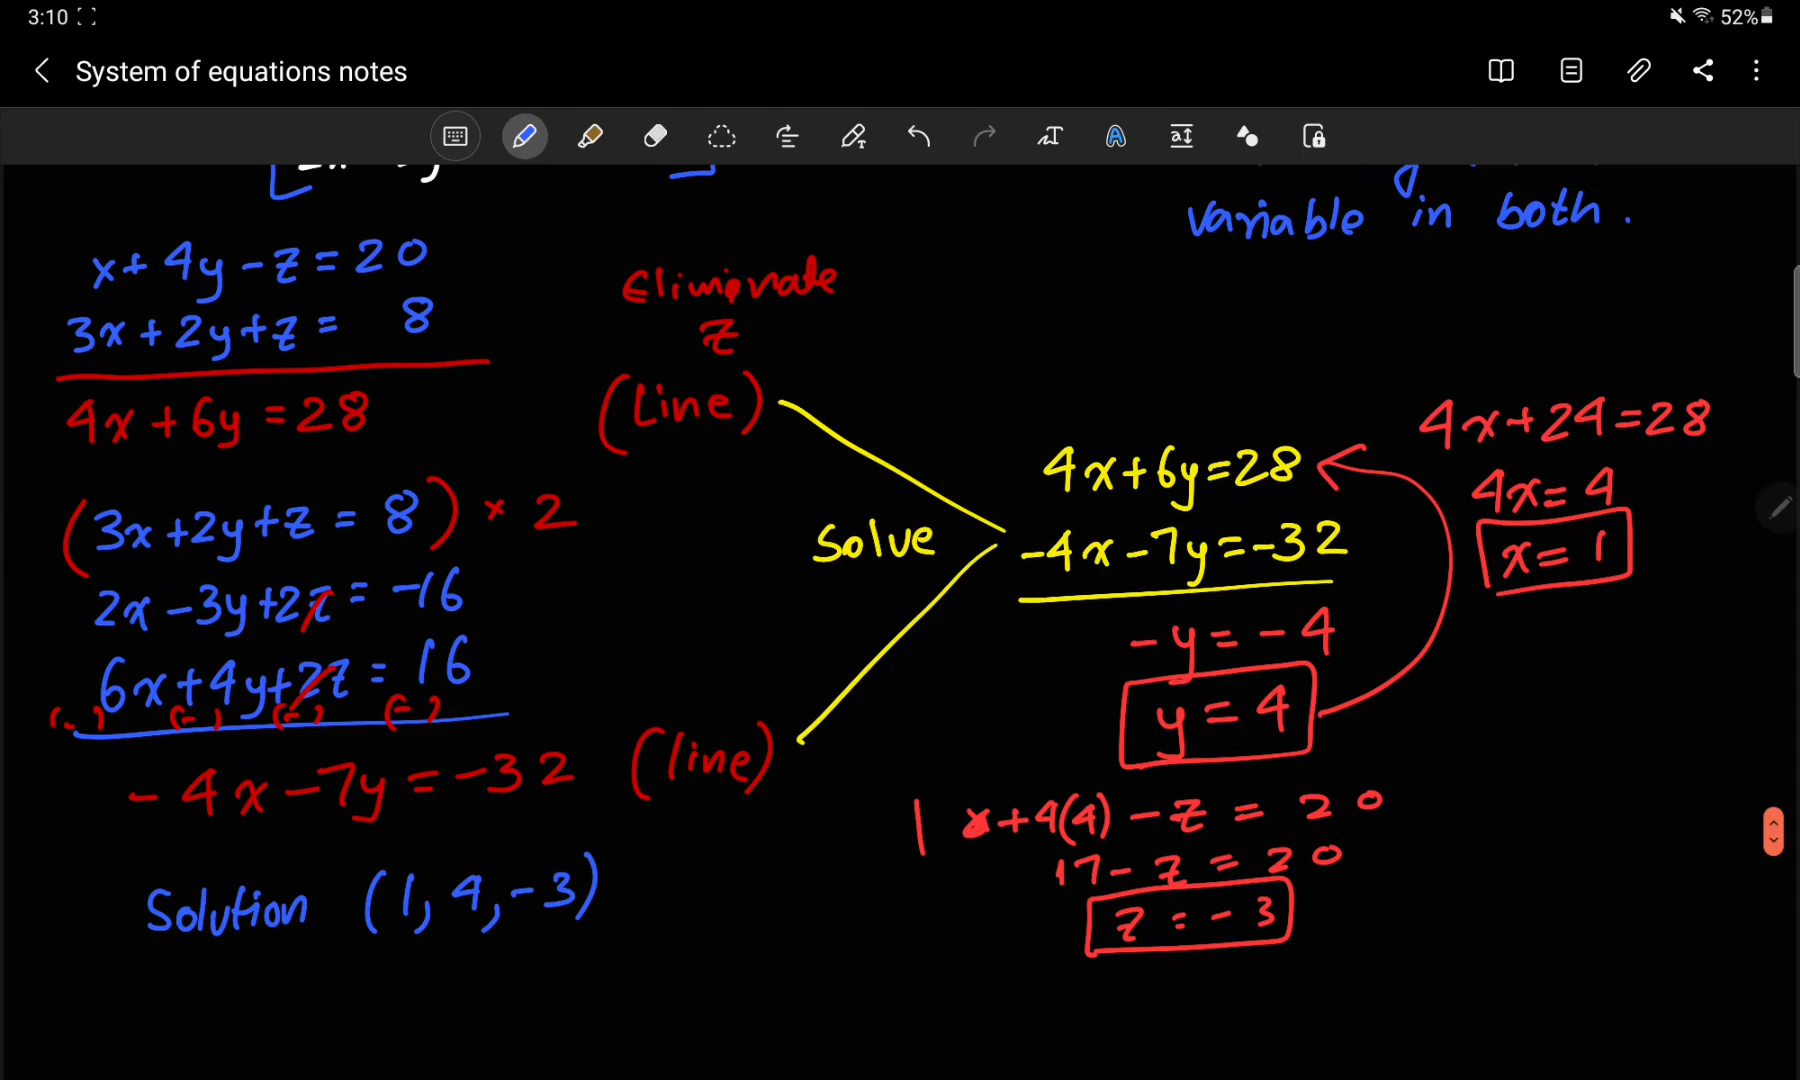 3:10
52%
System of equations notes
variable in both.
x + 4y - z = 20
3x + 2y + z = 8
4x + 6y = 28
Eliminate
z
(Line)
(3x + 2y + z = 8) × 2
2x - 3y + 2z = -16
6x + 4y + 2z = 16
(-) (-) (-) (-)
-4x - 7y = -32 (line)
Solution (1, 4, -3)
Solve
4x + 6y = 28
-4x - 7y = -32
-y = -4
y = 4
4x + 24 = 28
4x = 4
x = 1
1 x + 4(4) - z = 20
17 - z = 20
z = -3